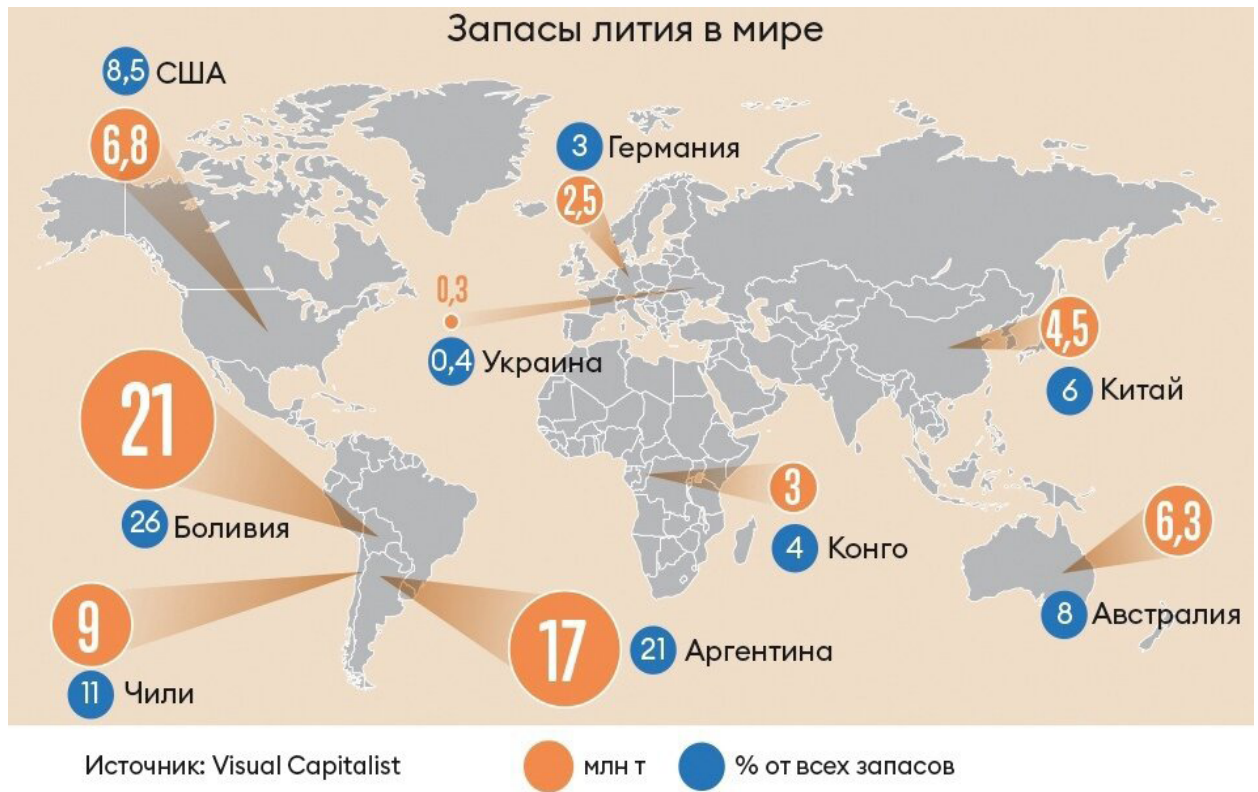 Запасы лития в мире
8,5 США
6,8
3 Германия
2,5
0,3
0,4 Украина
4,5
6 Китай
21
26 Боливия
3
4 Конго
6,3
8 Австралия
9
11 Чили
17
21 Аргентина
Источник: Visual Capitalist
млн т
% от всех запасов